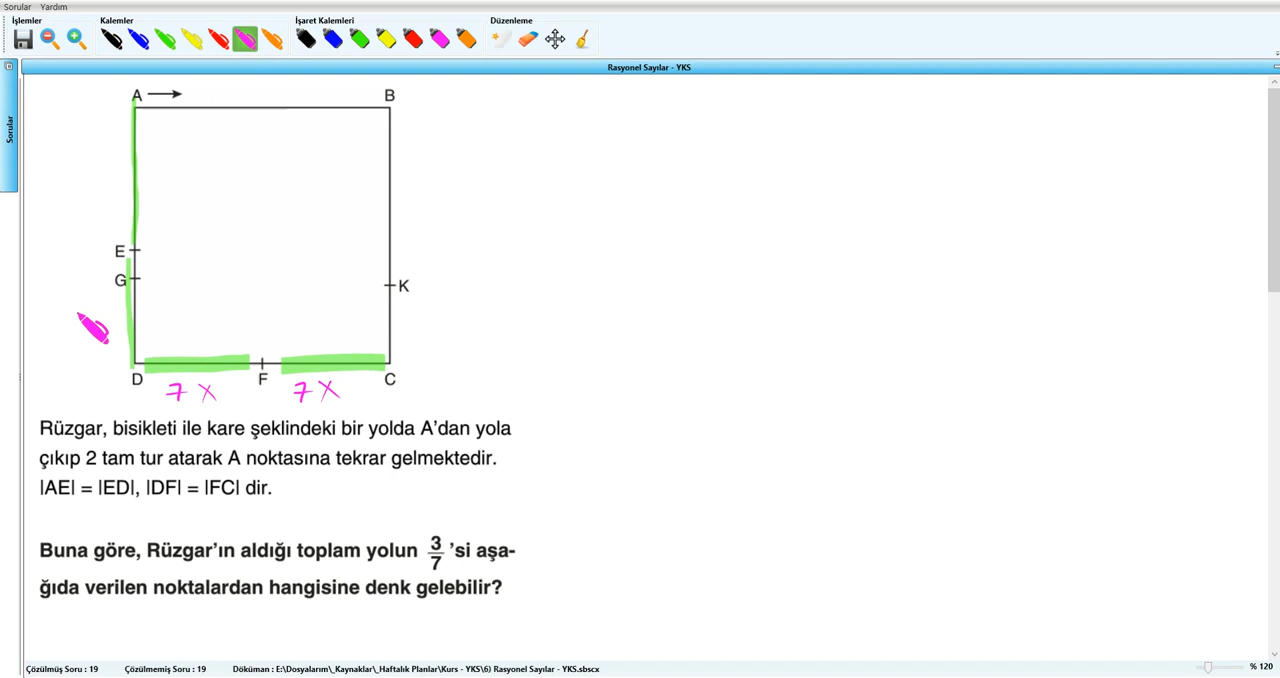 Sorular Yardım
İşlemler Kalemler İşaret Kalemleri Düzenleme
Rasyonel Sayılar - YKS
Sorular
A B
E
G K
D F C
7 x 7 x
Rüzgar, bisikleti ile kare şeklindeki bir yolda A'dan yola
çıkıp 2 tam tur atarak A noktasına tekrar gelmektedir.
|AE| = |ED|, |DF| = |FC| dir.
Buna göre, Rüzgar'ın aldığı toplam yolun 3/7 'si aşa-
ğıda verilen noktalardan hangisine denk gelebilir?
Çözülmüş Soru : 19 Çözülmemiş Soru : 19 Döküman : E:\Dosyalarım\_Kaynaklar\_Haftalık Planlar\Kurs - YKS\6) Rasyonel Sayılar - YKS.sbscx % 120